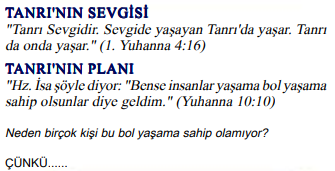 TANRI'NIN SEVGİSİ
"Tanrı Sevgidir. Sevgide yaşayan Tanrı'da yaşar. Tanrı
da onda yaşar." (1. Yuhanna 4:16)
TANRI'NIN PLANI
"Hz. İsa şöyle diyor: "Bense insanlar yaşama bol yaşama
sahip olsunlar diye geldim." (Yuhanna 10:10)
Neden birçok kişi bu bol yaşama sahip olamıyor?
ÇÜNKÜ......